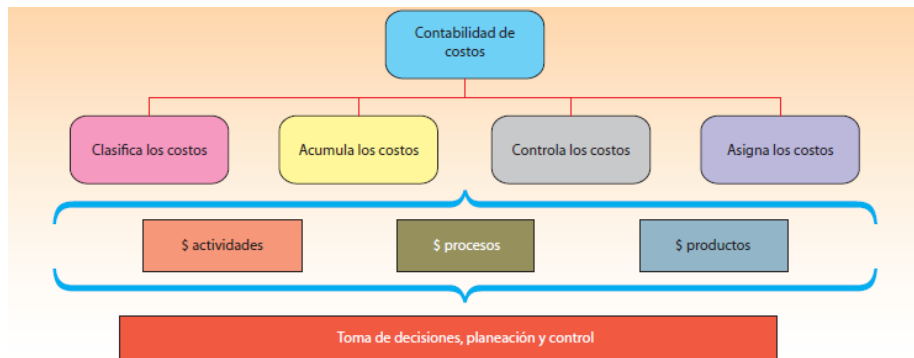 Contabilidad de
costos
Clasifica los costos
Acumula los costos
Controla los costos
Asigna los costos
$ actividades
$ procesos
$ productos
Toma de decisiones, planeación y control